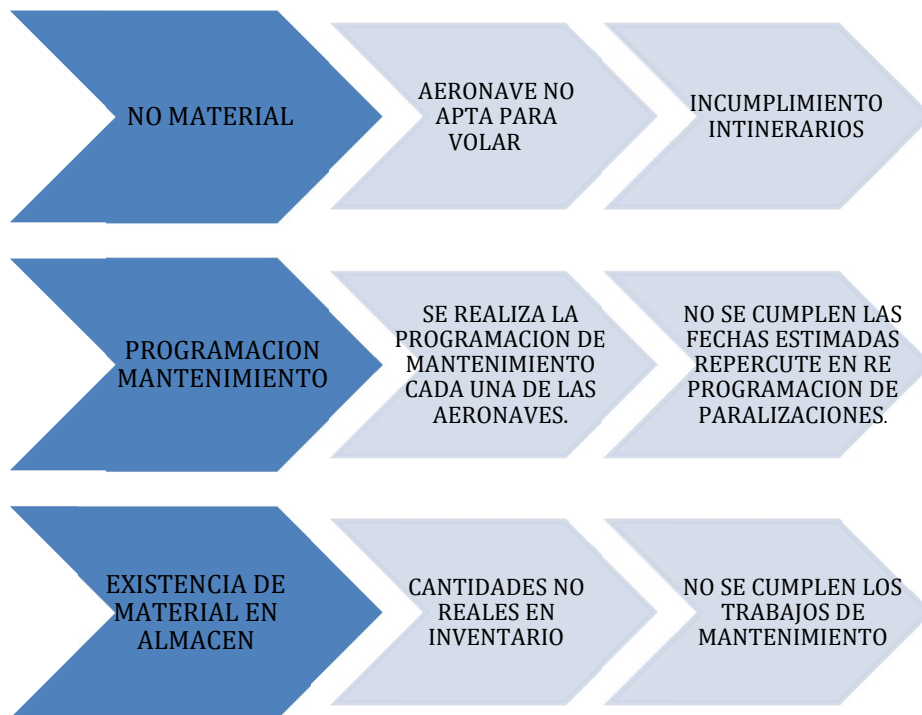 NO MATERIAL
AERONAVE NO
APTA PARA
VOLAR
INCUMPLIMIENTO
INTINERARIOS
PROGRAMACION
MANTENIMIENTO
SE REALIZA LA
PROGRAMACION DE
MANTENIMIENTO
CADA UNA DE LAS
AERONAVES.
NO SE CUMPLEN LAS
FECHAS ESTIMADAS
REPERCUTE EN RE
PROGRAMACION DE
PARALIZACIONES.
EXISTENCIA DE
MATERIAL EN
ALMACEN
CANTIDADES NO
REALES EN
INVENTARIO
NO SE CUMPLEN LOS
TRABAJOS DE
MANTENIMIENTO